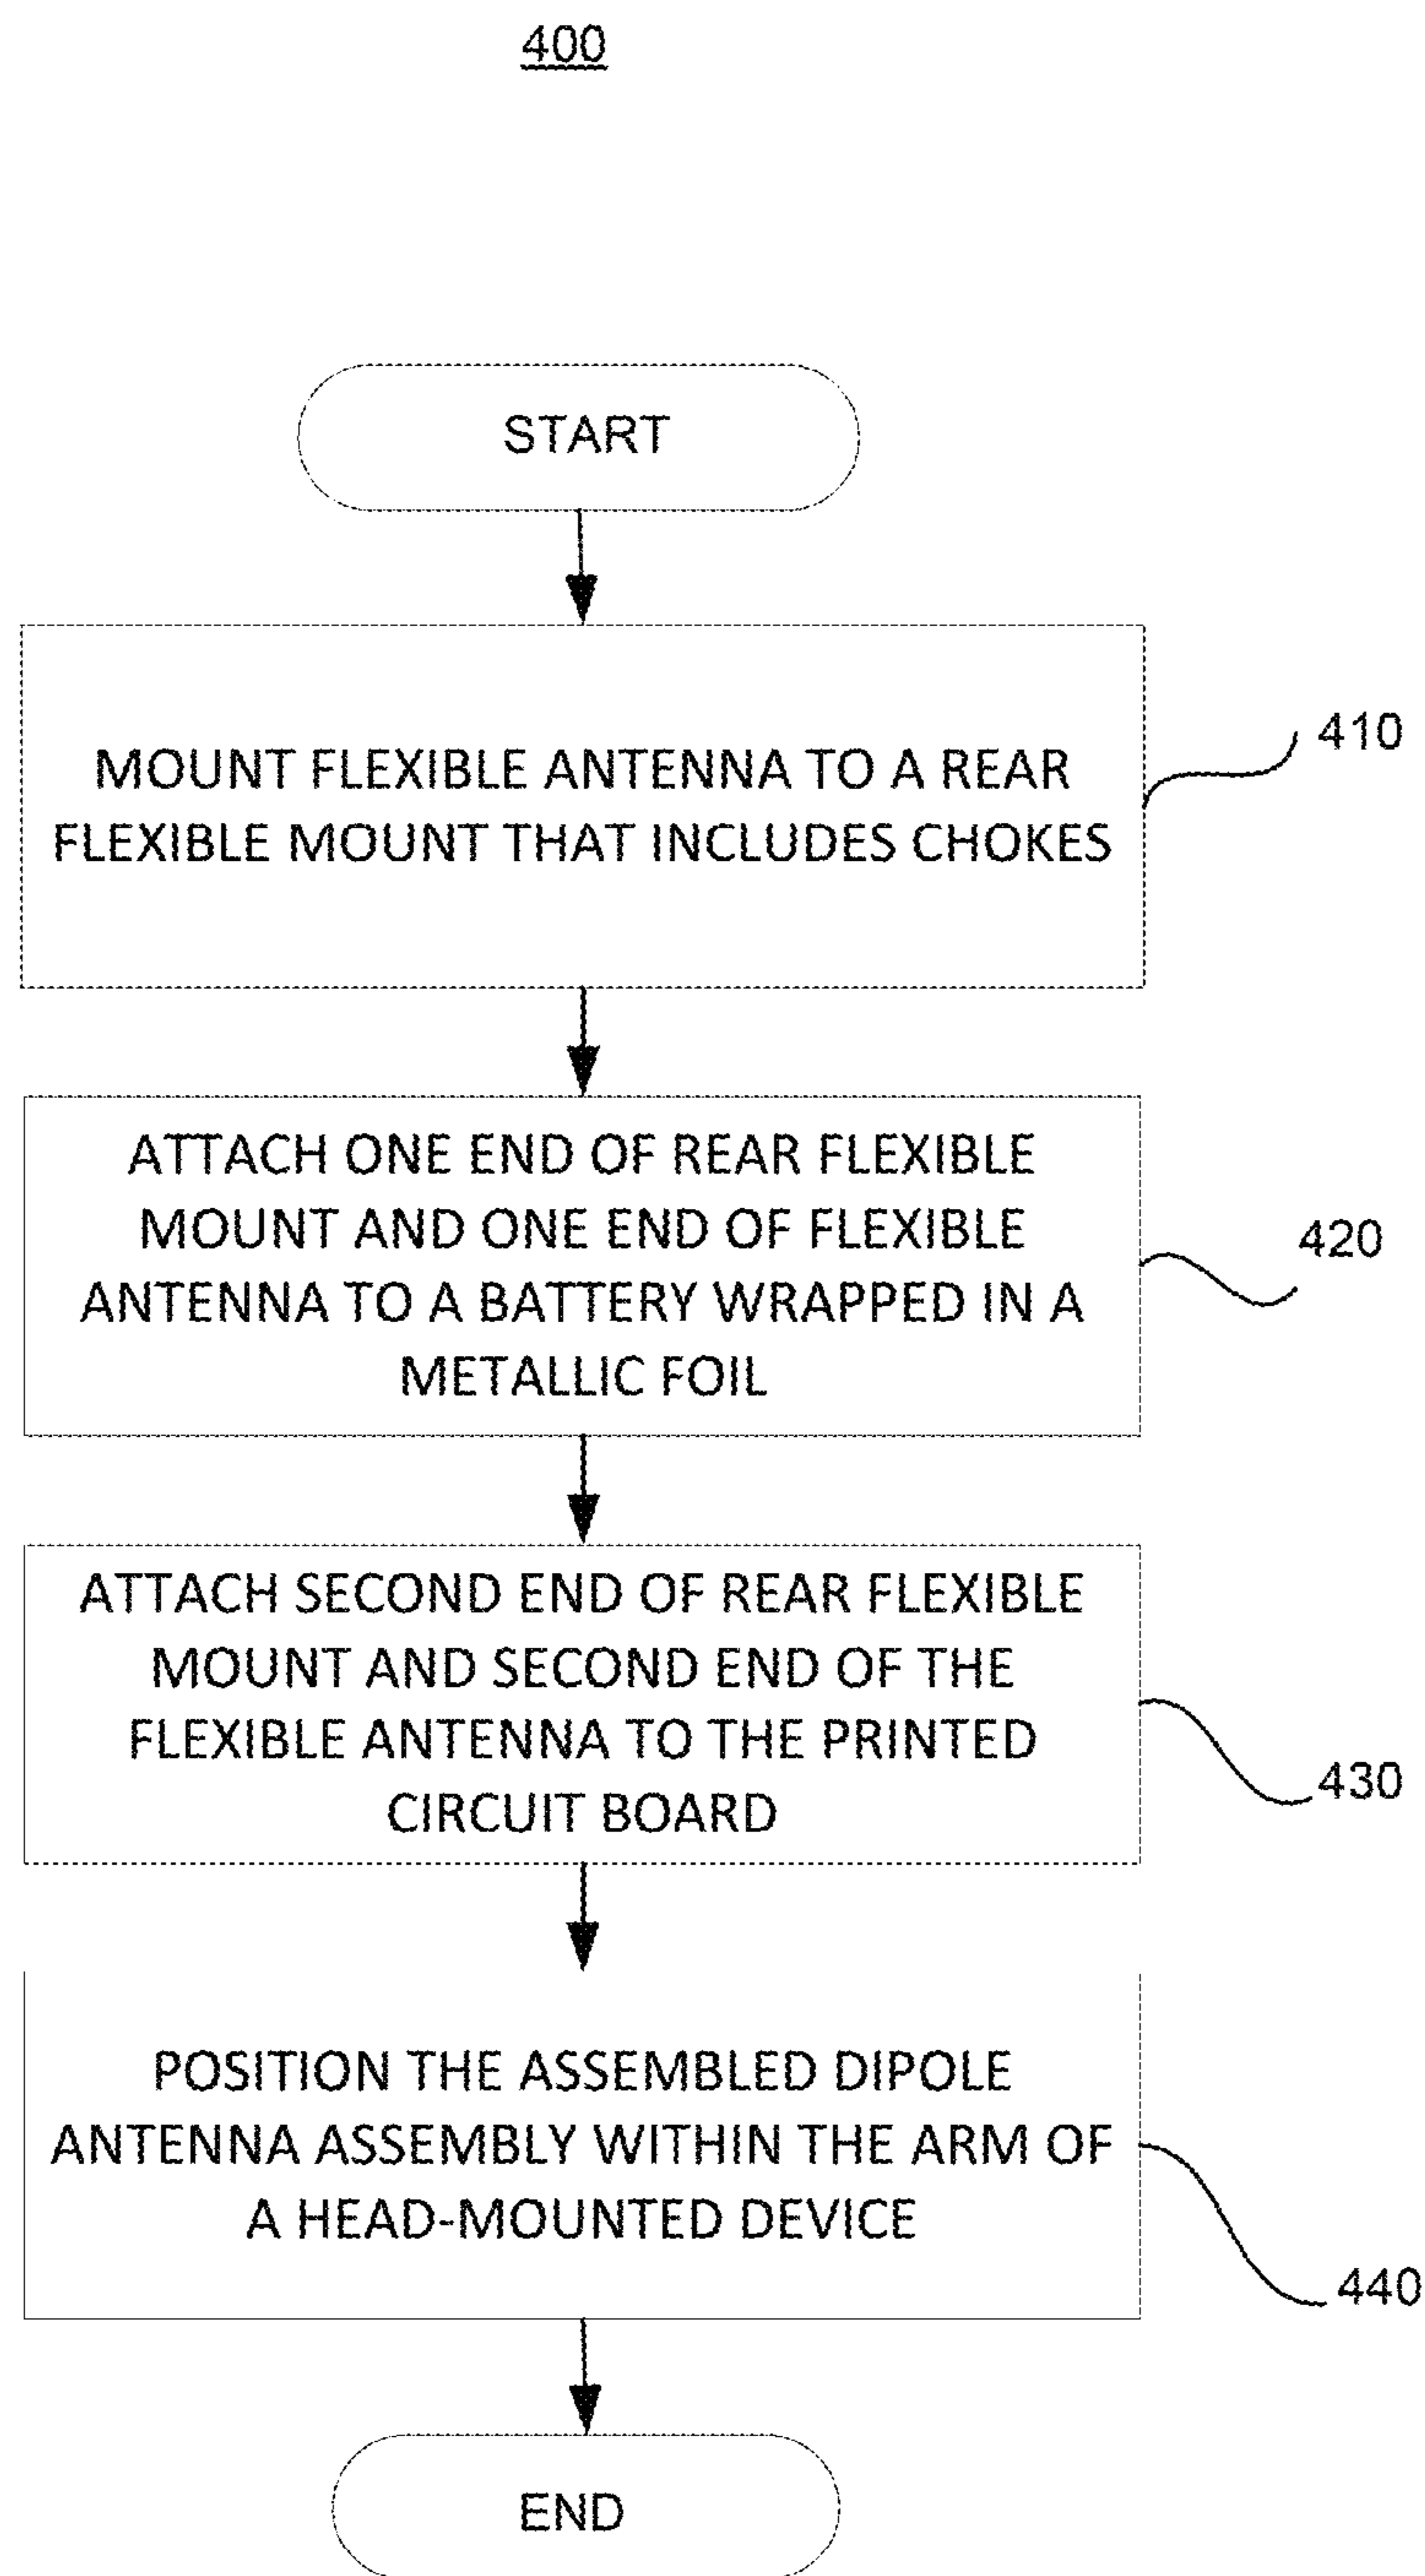 400
START
MOUNT FLEXIBLE ANTENNA TO A REAR
FLEXIBLE MOUNT THAT INCLUDES CHOKES
410
ATTACH ONE END OF REAR FLEXIBLE
MOUNT AND ONE END OF FLEXIBLE
ANTENNA TO A BATTERY WRAPPED IN A
METALLIC FOIL
420
ATTACH SECOND END OF REAR FLEXIBLE
MOUNT AND SECOND END OF THE
FLEXIBLE ANTENNA TO THE PRINTED
CIRCUIT BOARD
430
POSITION THE ASSEMBLED DIPOLE
ANTENNA ASSEMBLY WITHIN THE ARM OF
A HEAD-MOUNTED DEVICE
440
END